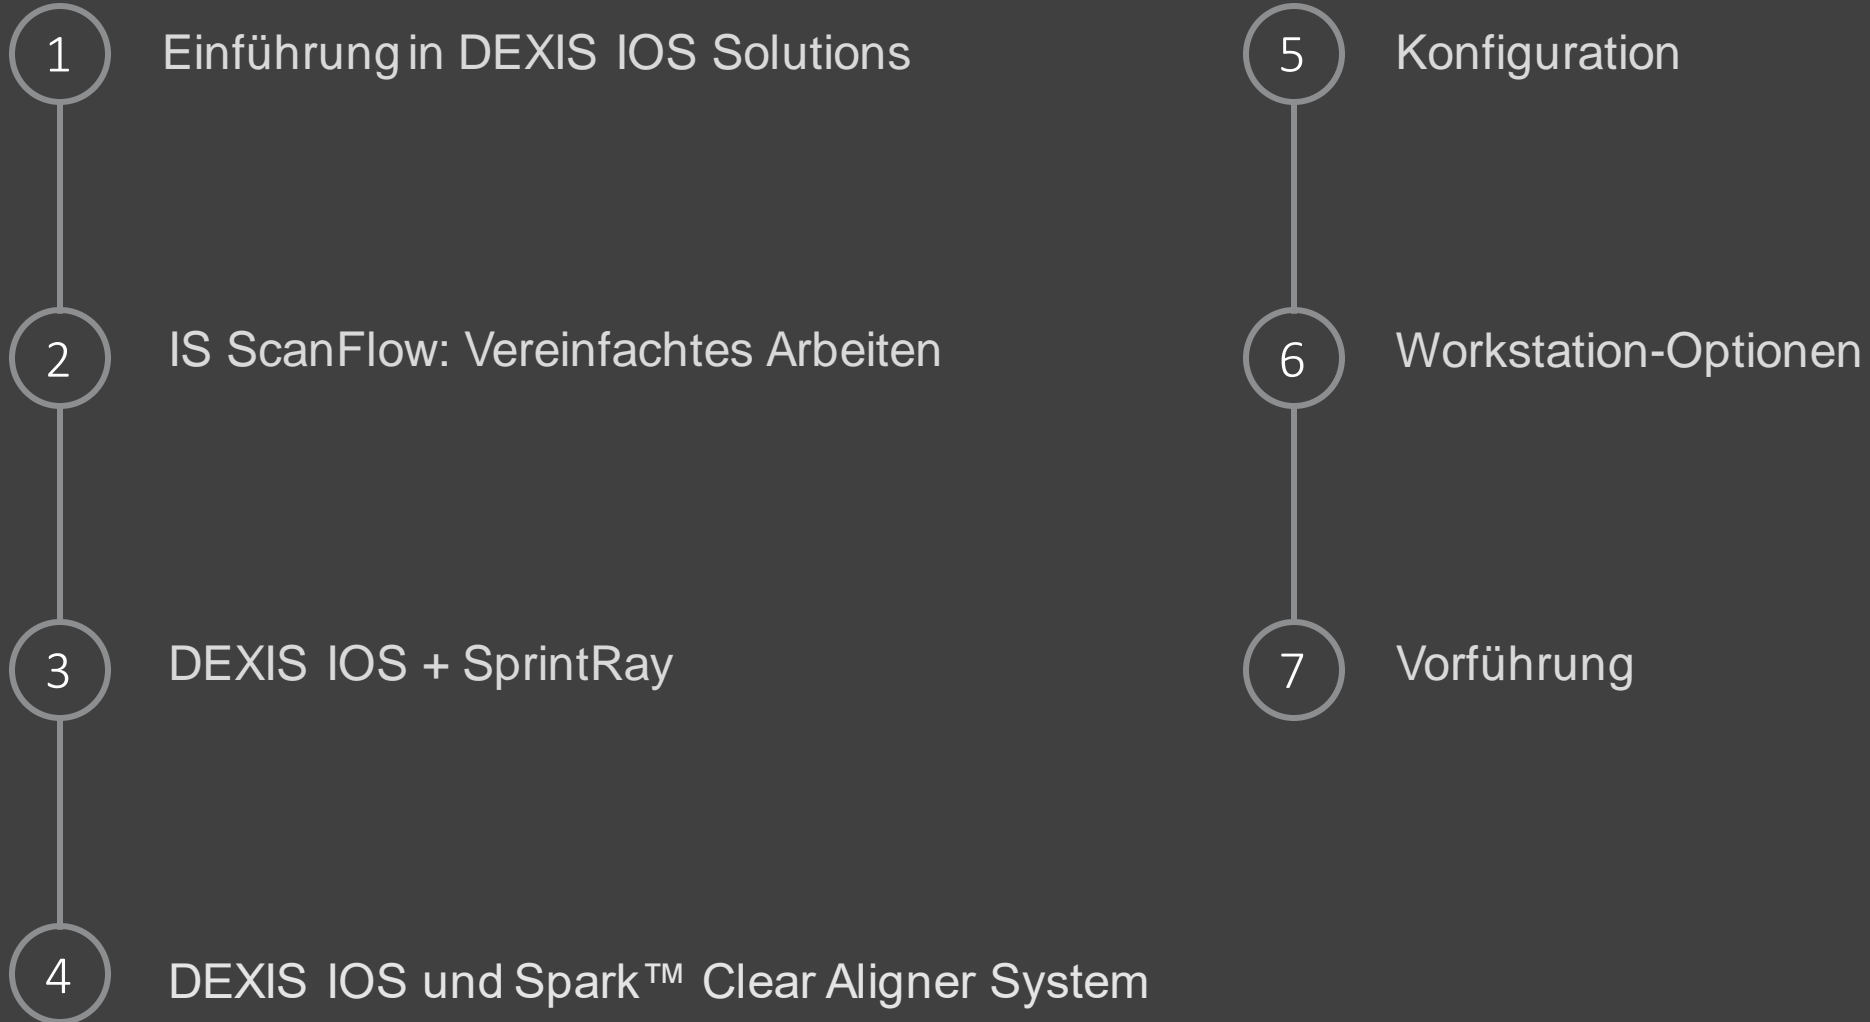 1 Einführung in DEXIS IOS Solutions
2 IS ScanFlow: Vereinfachtes Arbeiten
3 DEXIS IOS + SprintRay
4 DEXIS IOS und Spark™ Clear Aligner System
5 Konfiguration
6 Workstation-Optionen
7 Vorführung